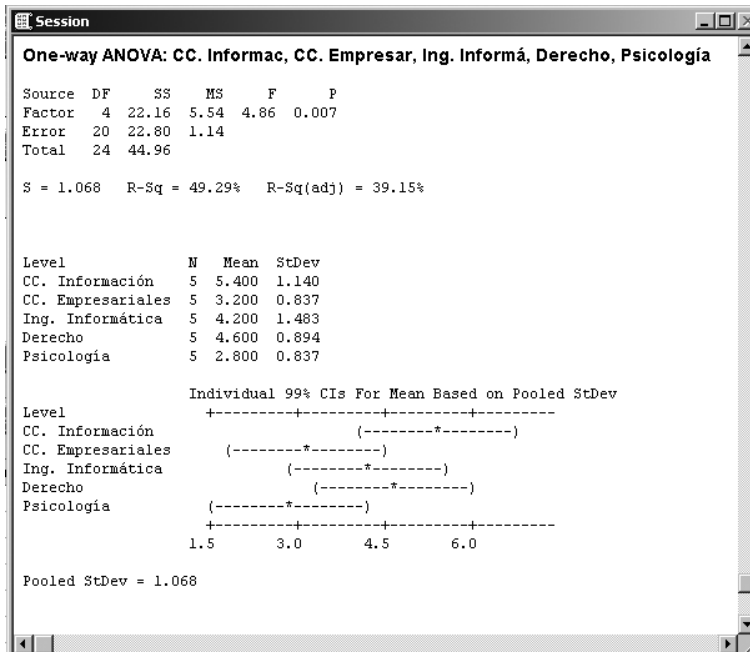 Session
One-way ANOVA: CC. Informac, CC. Empresar, Ing. Informá, Derecho, Psicología
Source  DF     SS    MS     F      P
Factor   4  22.16  5.54  4.86  0.007
Error   20  22.80  1.14
Total   24  44.96
S = 1.068   R-Sq = 49.29%   R-Sq(adj) = 39.15%
Level              N   Mean  StDev
CC. Información    5  5.400  1.140
CC. Empresariales  5  3.200  0.837
Ing. Informática   5  4.200  1.483
Derecho            5  4.600  0.894
Psicología         5  2.800  0.837
Individual 99% CIs For Mean Based on Pooled StDev
Level                +---------+---------+---------+---------
CC. Información                       (--------*--------)
CC. Empresariales      (--------*--------)
Ing. Informática              (--------*--------)
Derecho                          (--------*--------)
Psicología           (--------*--------)
+---------+---------+---------+---------
1.5       3.0       4.5       6.0
Pooled StDev = 1.068